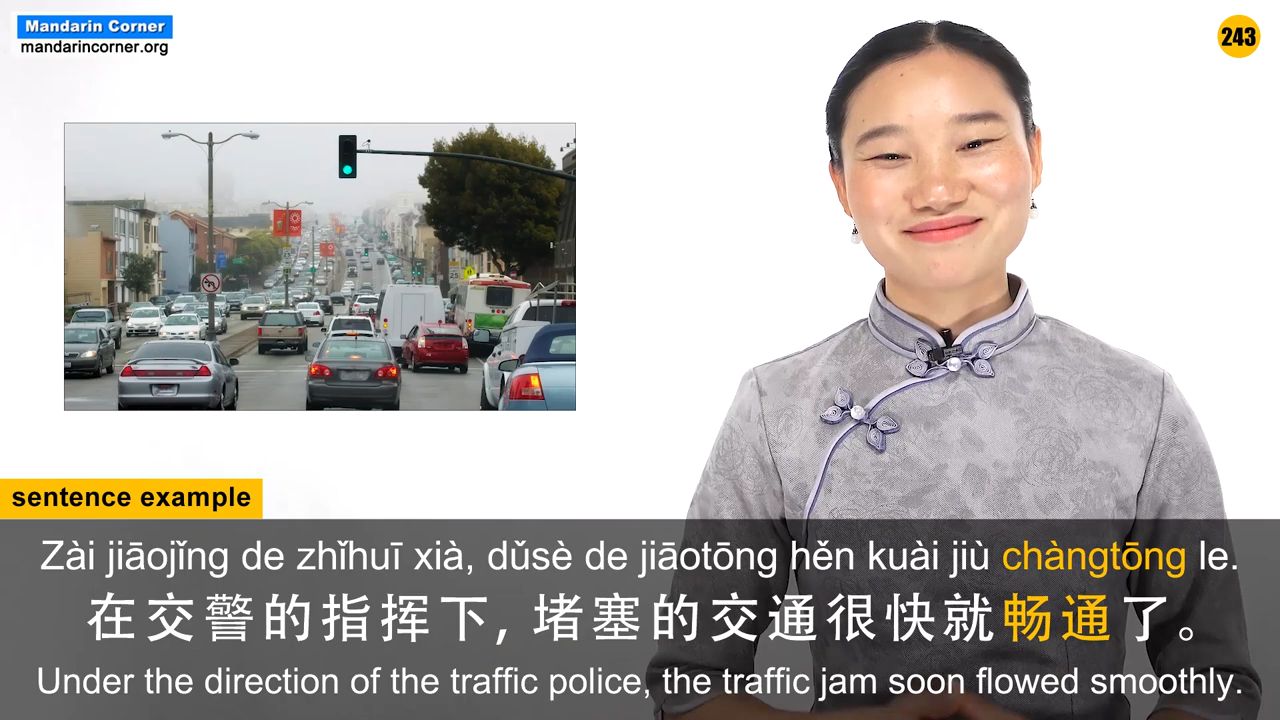 Mandarin Corner
mandarincorner.org
243
sentence example
Zài jiāojǐng de zhǐhuī xià, dǔsè de jiāotōng hěn kuài jiù chàngtōng le.
在交警的指挥下, 堵塞的交通很快就畅通了。
Under the direction of the traffic police, the traffic jam soon flowed smoothly.